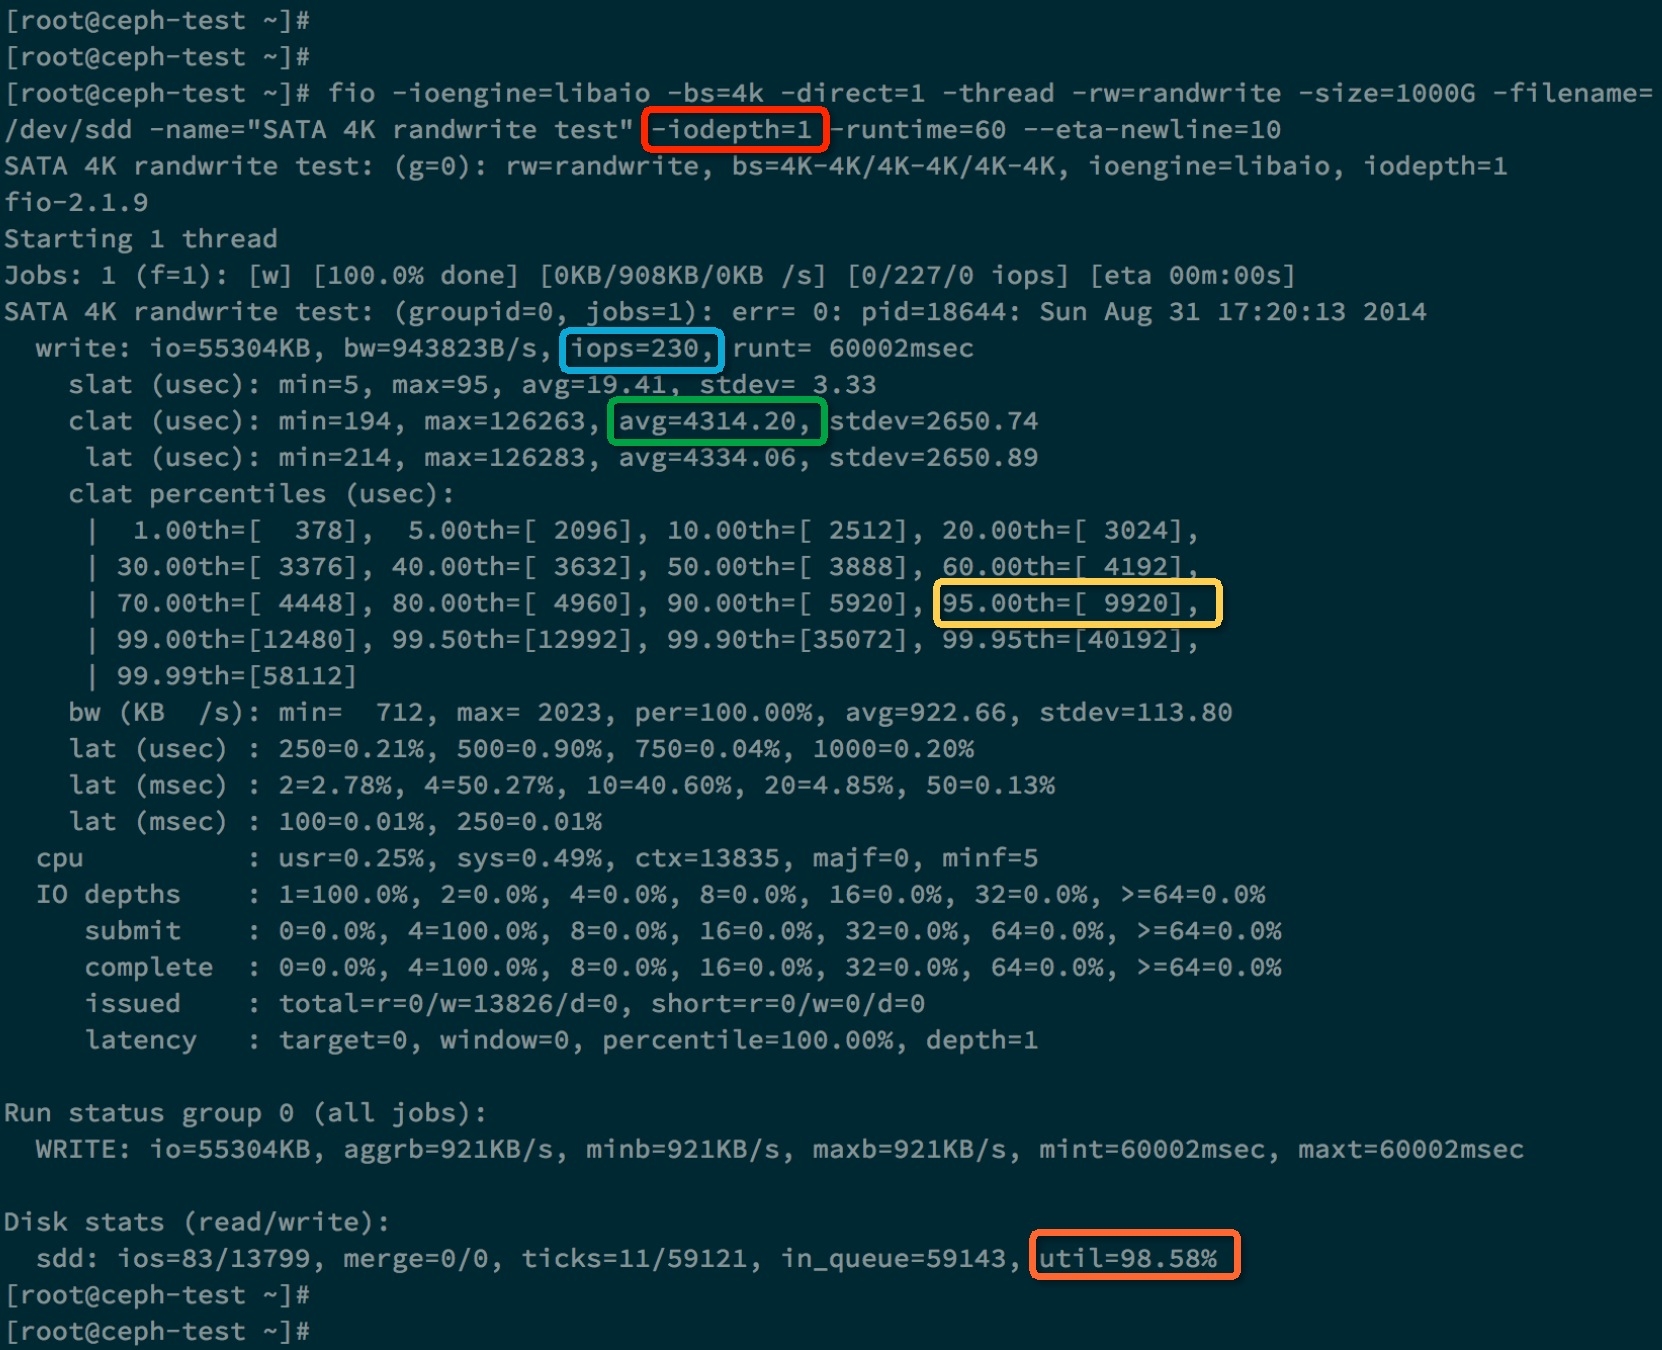 [root@ceph-test ~]#
[root@ceph-test ~]#
[root@ceph-test ~]# fio -ioengine=libaio -bs=4k -direct=1 -thread -rw=randwrite -size=1000G -filename=
/dev/sdd -name="SATA 4K randwrite test" -iodepth=1 -runtime=60 --eta-newline=10
SATA 4K randwrite test: (g=0): rw=randwrite, bs=4K-4K/4K-4K/4K-4K, ioengine=libaio, iodepth=1
fio-2.1.9
Starting 1 thread
Jobs: 1 (f=1): [w] [100.0% done] [0KB/908KB/0KB /s] [0/227/0 iops] [eta 00m:00s]
SATA 4K randwrite test: (groupid=0, jobs=1): err= 0: pid=18644: Sun Aug 31 17:20:13 2014
  write: io=55304KB, bw=943823B/s, iops=230, runt= 60002msec
    slat (usec): min=5, max=95, avg=19.41, stdev= 3.33
    clat (usec): min=194, max=126263, avg=4314.20, stdev=2650.74
     lat (usec): min=214, max=126283, avg=4334.06, stdev=2650.89
    clat percentiles (usec):
     |  1.00th=[  378],  5.00th=[ 2096], 10.00th=[ 2512], 20.00th=[ 3024],
     | 30.00th=[ 3376], 40.00th=[ 3632], 50.00th=[ 3888], 60.00th=[ 4192],
     | 70.00th=[ 4448], 80.00th=[ 4960], 90.00th=[ 5920], 95.00th=[ 9920],
     | 99.00th=[12480], 99.50th=[12992], 99.90th=[35072], 99.95th=[40192],
     | 99.99th=[58112]
    bw (KB  /s): min=  712, max= 2023, per=100.00%, avg=922.66, stdev=113.80
    lat (usec) : 250=0.21%, 500=0.90%, 750=0.04%, 1000=0.20%
    lat (msec) : 2=2.78%, 4=50.27%, 10=40.60%, 20=4.85%, 50=0.13%
    lat (msec) : 100=0.01%, 250=0.01%
  cpu          : usr=0.25%, sys=0.49%, ctx=13835, majf=0, minf=5
  IO depths    : 1=100.0%, 2=0.0%, 4=0.0%, 8=0.0%, 16=0.0%, 32=0.0%, >=64=0.0%
     submit    : 0=0.0%, 4=100.0%, 8=0.0%, 16=0.0%, 32=0.0%, 64=0.0%, >=64=0.0%
     complete  : 0=0.0%, 4=100.0%, 8=0.0%, 16=0.0%, 32=0.0%, 64=0.0%, >=64=0.0%
     issued    : total=r=0/w=13826/d=0, short=r=0/w=0/d=0
     latency   : target=0, window=0, percentile=100.00%, depth=1

Run status group 0 (all jobs):
  WRITE: io=55304KB, aggrb=921KB/s, minb=921KB/s, maxb=921KB/s, mint=60002msec, maxt=60002msec

Disk stats (read/write):
  sdd: ios=83/13799, merge=0/0, ticks=11/59121, in_queue=59143, util=98.58%
[root@ceph-test ~]#
[root@ceph-test ~]#